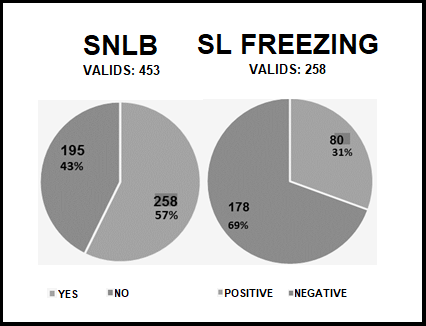 SNLB
VALIDS: 453
195
43%
258
57%
YES
NO
SL FREEZING
VALIDS: 258
80
31%
178
69%
POSITIVE
NEGATIVE